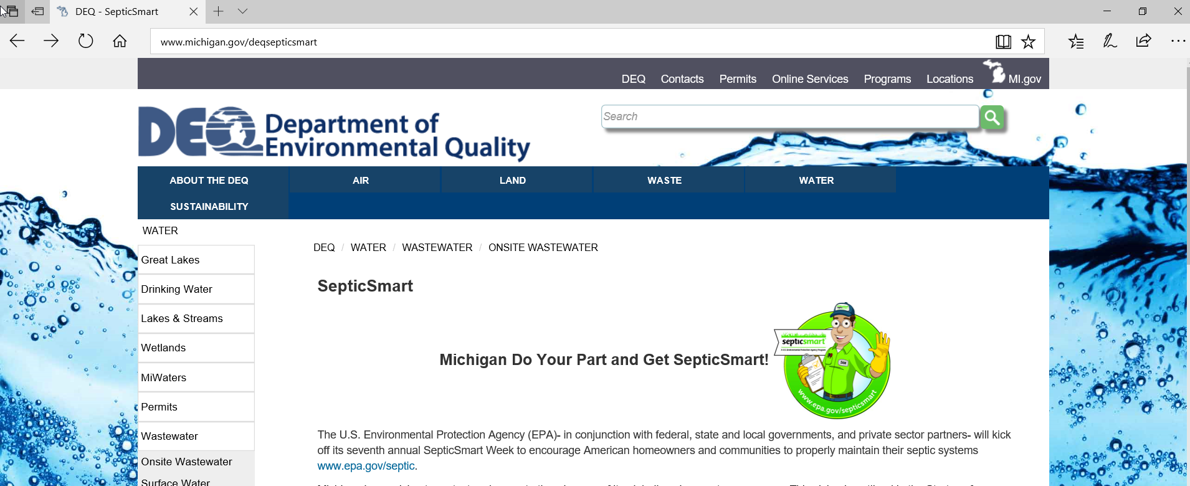 DEQ - SepticSmart
www.michigan.gov/deqsepticsmart
DEQ Contacts Permits Online Services Programs Locations MI.gov
DEQ Department of
Environmental Quality
Search
ABOUT THE DEQ AIR LAND WASTE WATER
SUSTAINABILITY
WATER
Great Lakes
Drinking Water
Lakes & Streams
Wetlands
MiWaters
Permits
Wastewater
Onsite Wastewater
Surface Water
DEQ / WATER / WASTEWATER / ONSITE WASTEWATER
SepticSmart
Michigan Do Your Part and Get SepticSmart!
septicsmart
www.epa.gov/septicsmart
The U.S. Environmental Protection Agency (EPA)- in conjunction with federal, state and local governments, and private sector partners- will kick
off its seventh annual SepticSmart Week to encourage American homeowners and communities to properly maintain their septic systems
www.epa.gov/septic.